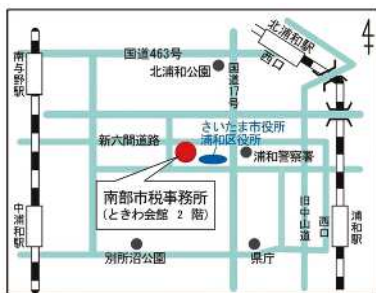 北浦和駅
西口
国道463号
南与野駅
北浦和公園
国道17号
さいたま市役所
浦和区役所
新六間道路
浦和警察署
南部市税事務所
(ときわ会館 2 階)
中浦和駅
旧中山道
西口
浦和駅
別所沼公園
県庁